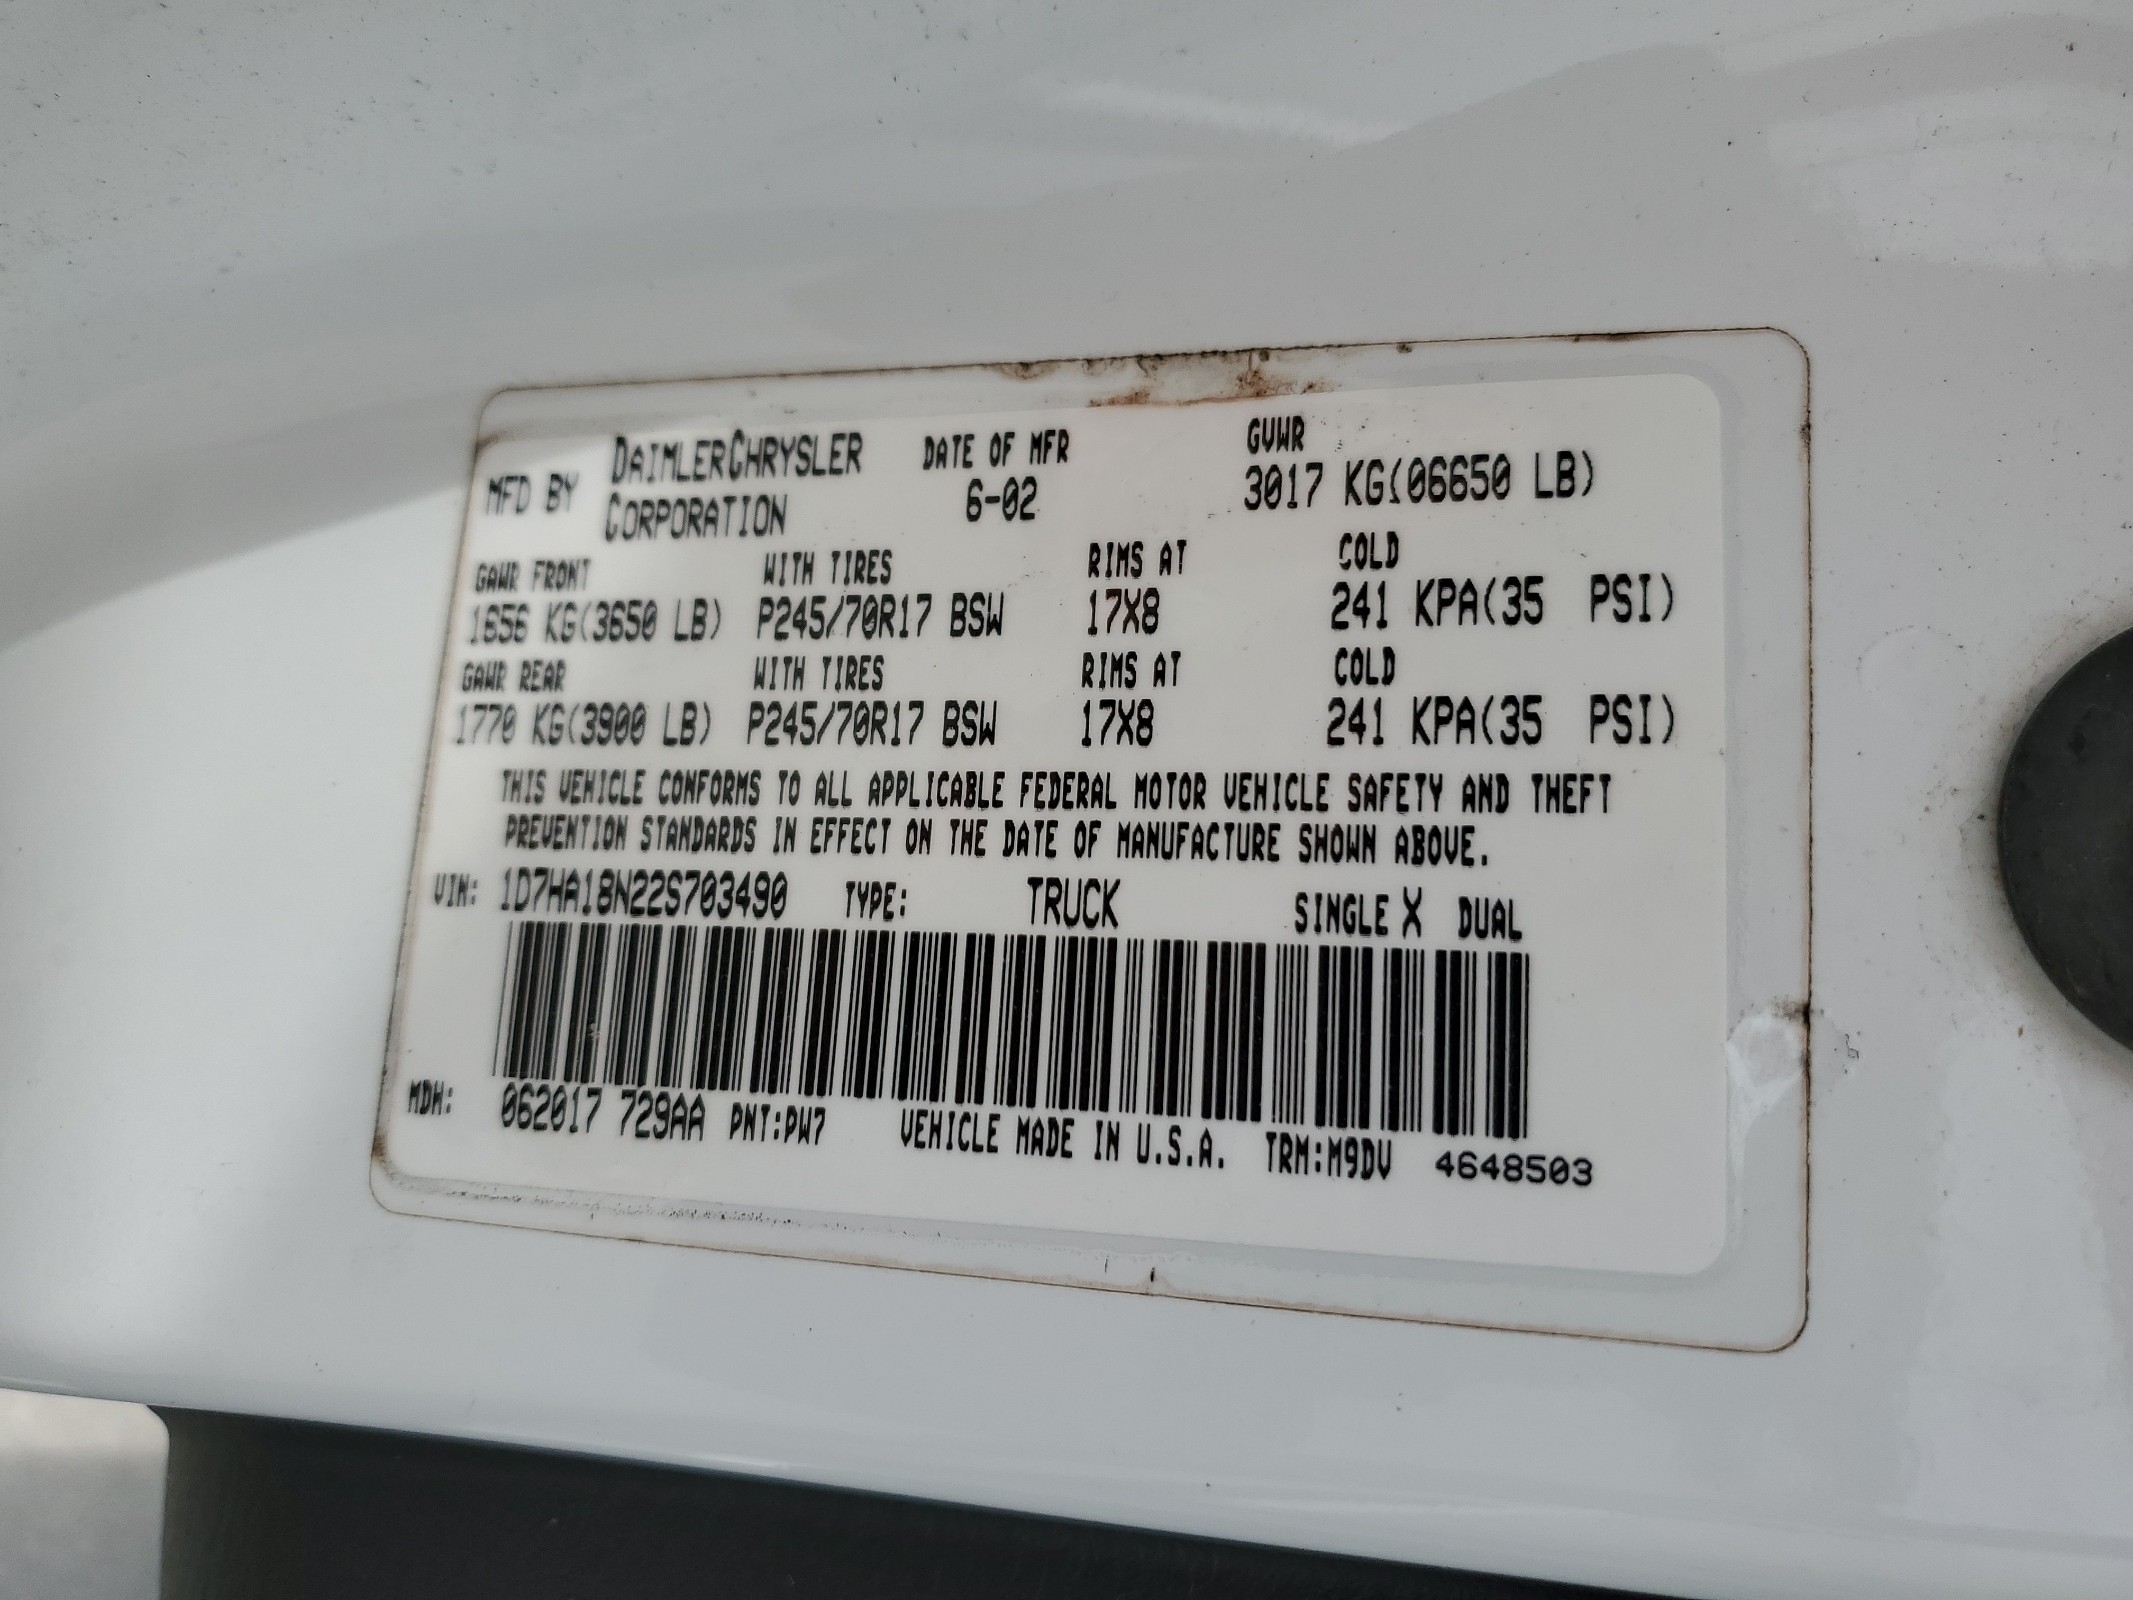 MFD BY DAIMLERCHRYSLER CORPORATION DATE OF MFR 6-02 GVWR 3017 KG(06650 LB)
GAWR FRONT WITH TIRES RIMS AT COLD
1656 KG(3650 LB) P245/70R17 BSW 17X8 241 KPA(35 PSI)
GAWR REAR WITH TIRES RIMS AT COLD
1770 KG(3900 LB) P245/70R17 BSW 17X8 241 KPA(35 PSI)
THIS VEHICLE CONFORMS TO ALL APPLICABLE FEDERAL MOTOR VEHICLE SAFETY AND THEFT
PREVENTION STANDARDS IN EFFECT ON THE DATE OF MANUFACTURE SHOWN ABOVE.
VIN: 1D7HA18N22S703490 TYPE: TRUCK SINGLE X DUAL
MDH: 062017 729AA PNT:PW7 VEHICLE MADE IN U.S.A. TRM:M9DV 4648503